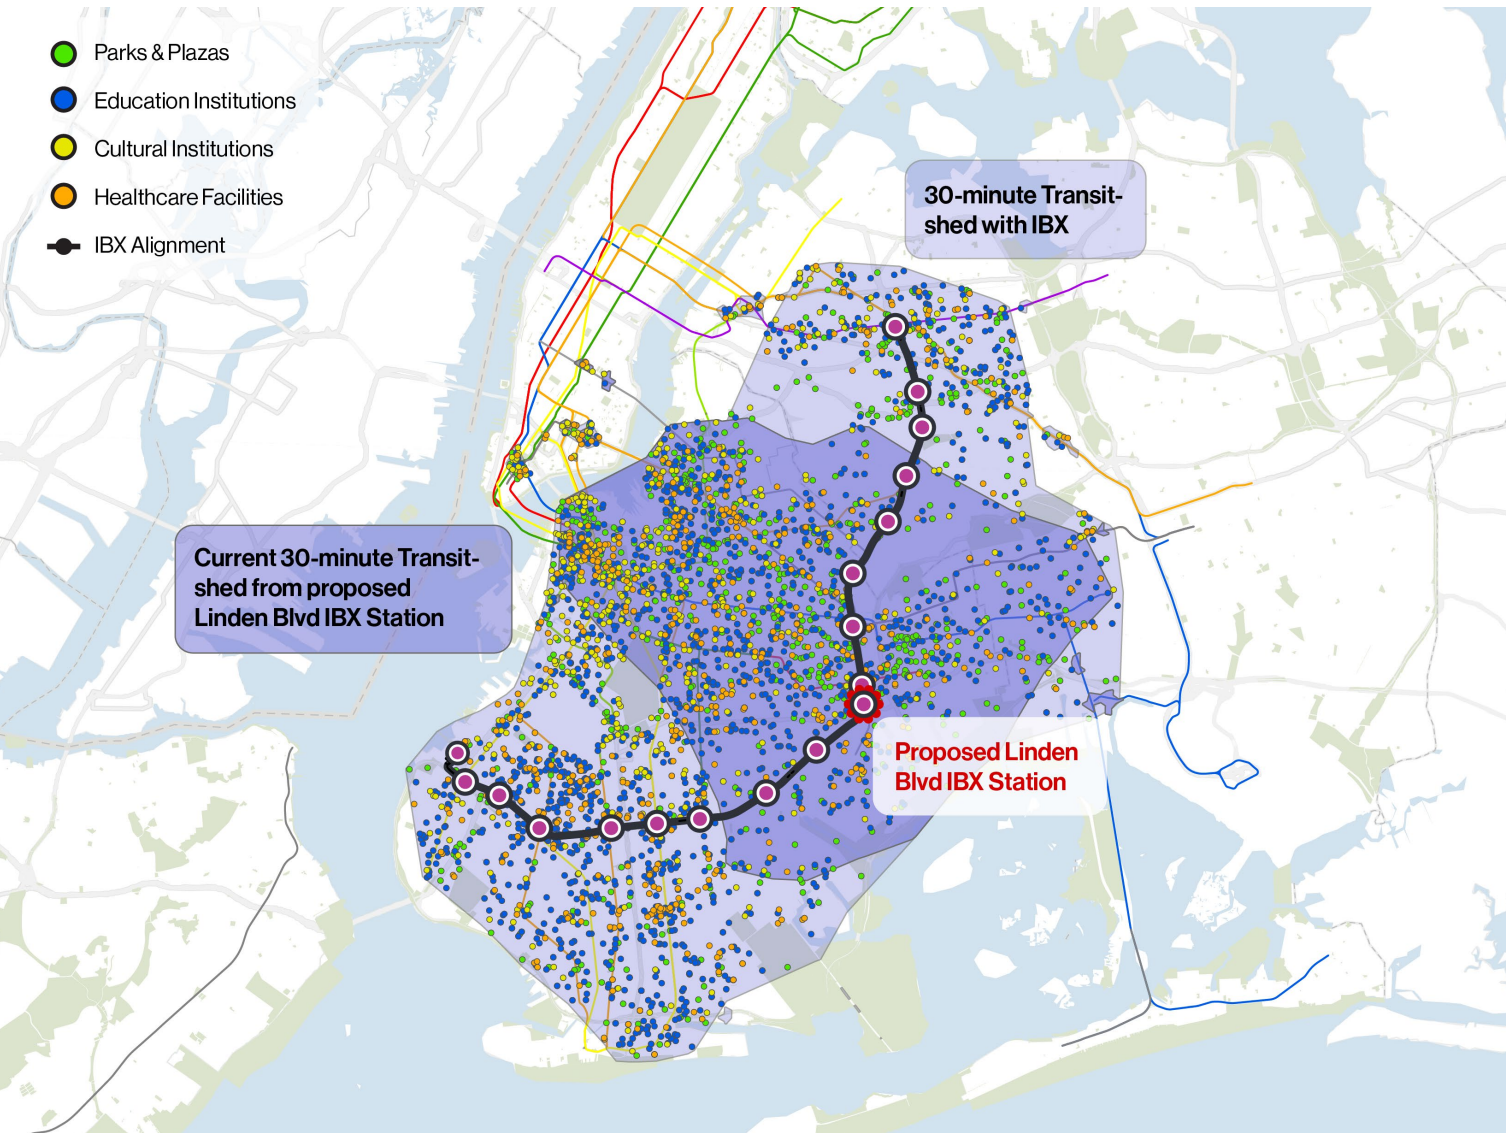 Parks & Plazas
Education Institutions
Cultural Institutions
Healthcare Facilities
IBX Alignment
30-minute Transit-
shed with IBX
Current 30-minute Transit-
shed from proposed
Linden Blvd IBX Station
Proposed Linden
Blvd IBX Station